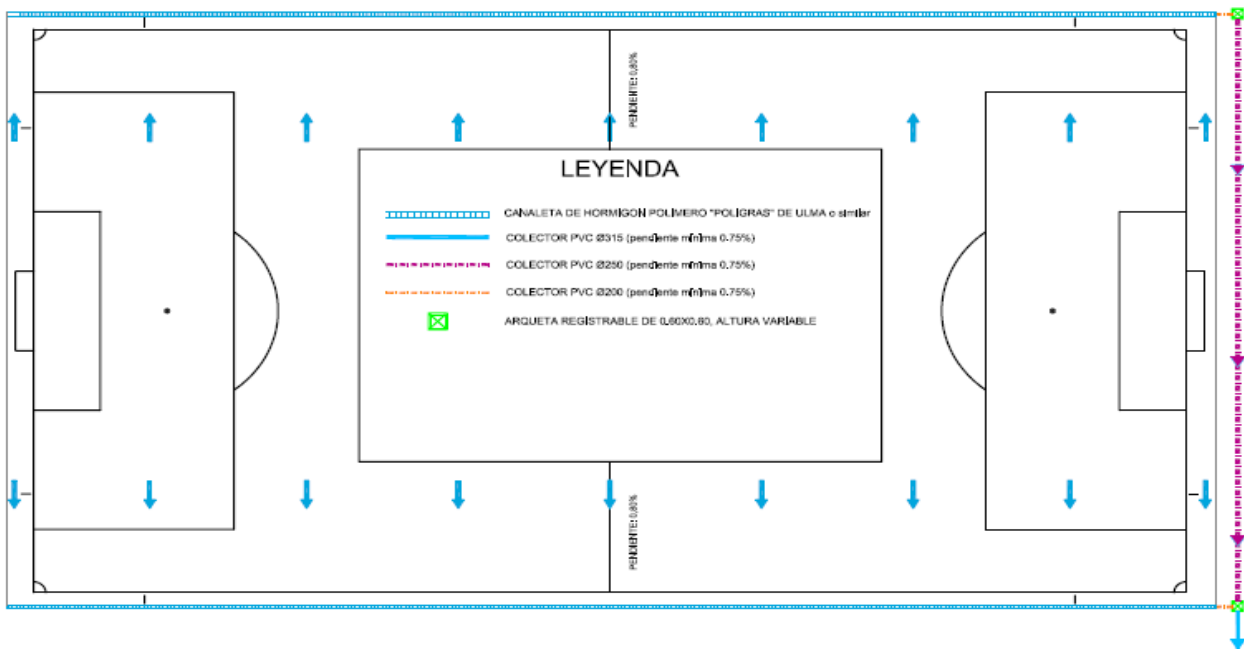 PENDIENTE: 0,80%
LEYENDA
CANALETA DE HORMIGÓN POLÍMERO "POLIGRAS" DE ULMA o similar
COLECTOR PVC Ø315 (pendiente mínima 0.75%)
COLECTOR PVC Ø250 (pendiente mínima 0.75%)
COLECTOR PVC Ø200 (pendiente mínima 0.75%)
ARQUETA REGISTRABLE DE 0.60X0.60, ALTURA VARIABLE
PENDIENTE: 0,80%